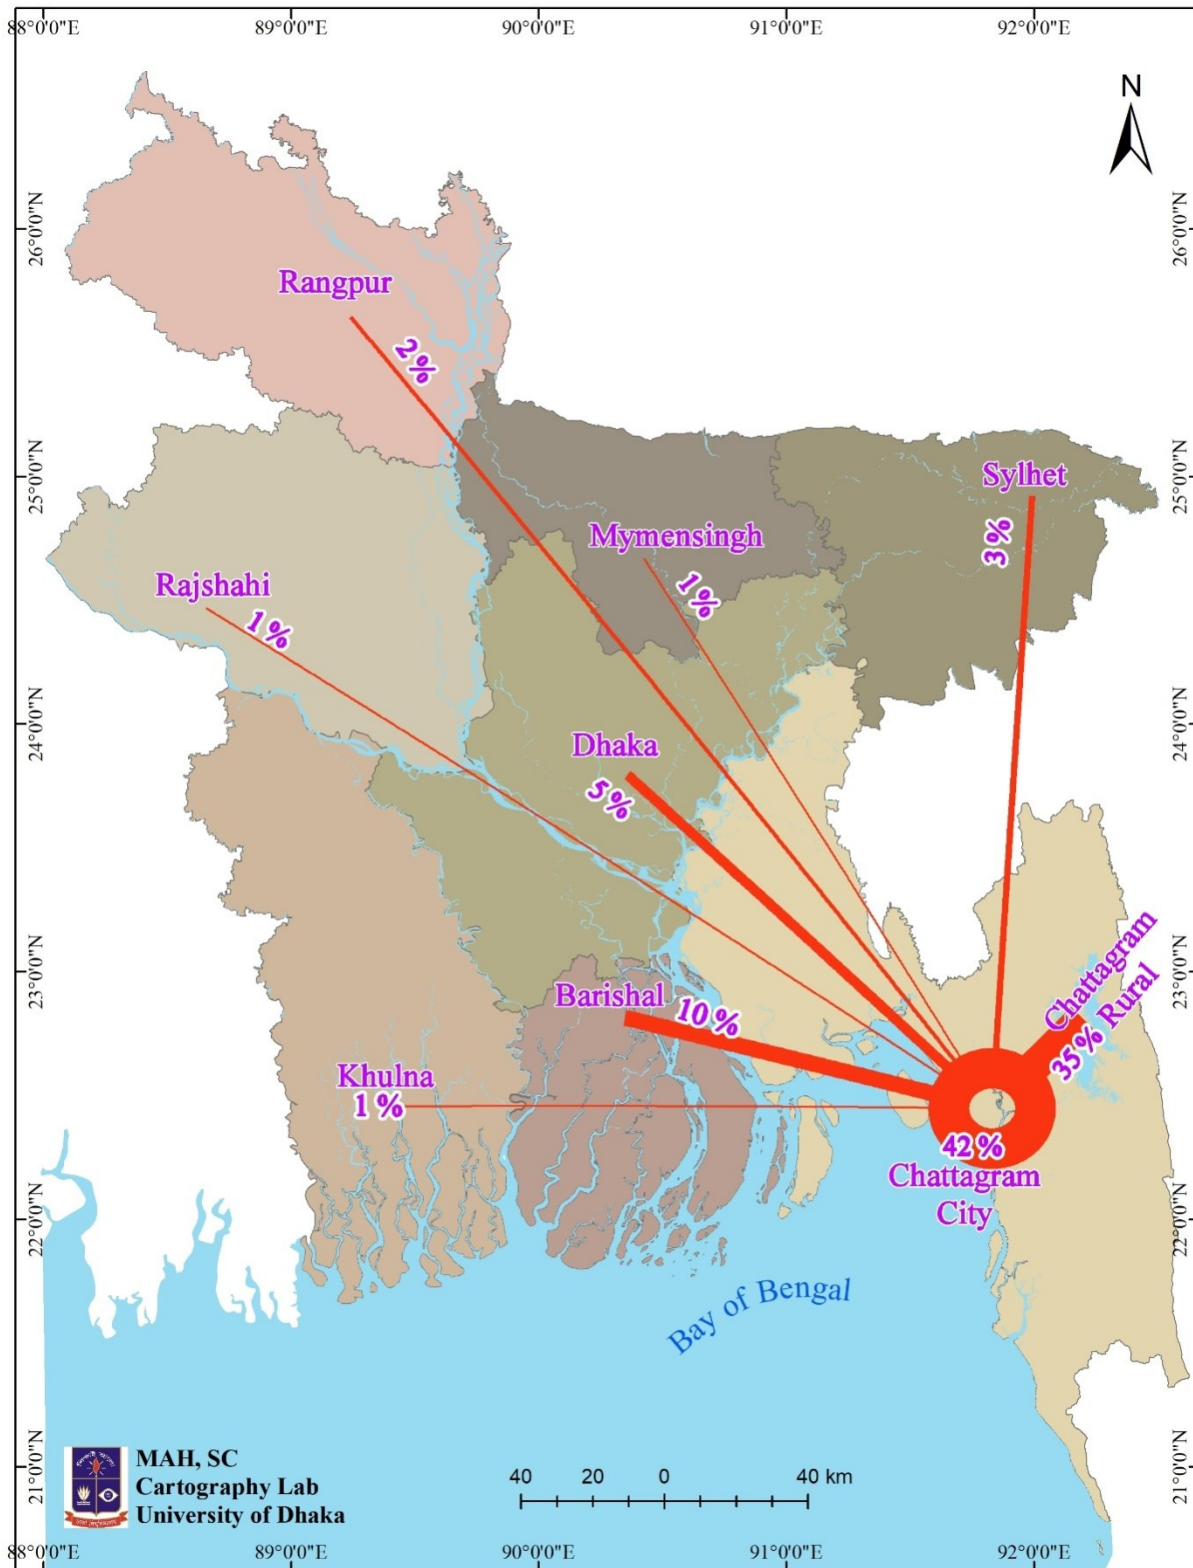 88°0'0"E 89°0'0"E 90°0'0"E 91°0'0"E 92°0'0"E
N
26°0'0"N
26°0'0"N
Rangpur
2%
25°0'0"N
25°0'0"N
Sylhet
3%
Mymensingh
1%
Rajshahi
1%
24°0'0"N
24°0'0"N
Dhaka
5%
23°0'0"N
23°0'0"N
Chattagram
Rural
35%
Barishal
10%
Khulna
1%
42%
Chattagram
City
22°0'0"N
22°0'0"N
Bay of Bengal
21°0'0"N
21°0'0"N
MAH, SC
Cartography Lab
University of Dhaka
40 20 0 40 km
88°0'0"E 89°0'0"E 90°0'0"E 91°0'0"E 92°0'0"E